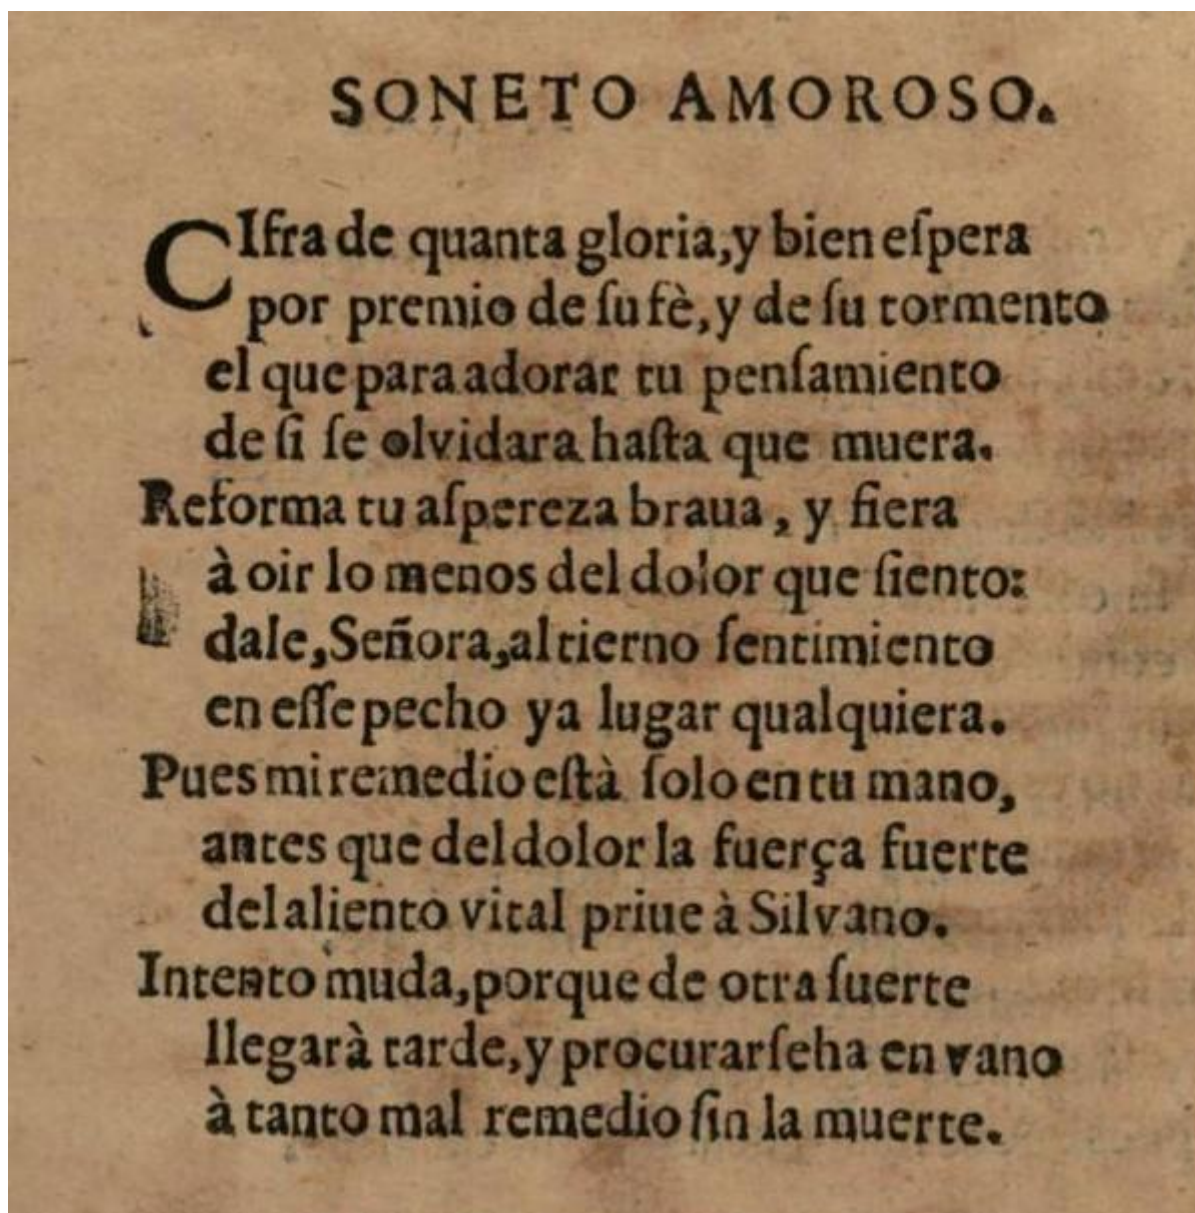 SONETO AMOROSO.
CIfra de quanta gloria,y bien eſpera
por premio de ſu fè,y de ſu tormento
el que para adorar tu penſamiento
de ſi ſe olvidara haſta que muera.
Reforma tu aſpereza braua, y fiera
à oir lo menos del dolor que ſiento:
dale,Señora,al tierno ſentimiento
en eſſe pecho ya lugar qualquiera.
Pues mi remedio eſtà ſolo en tu mano,
antes que del dolor la fuerça fuerte
del aliento vital priue à Silvano.
Intento muda,porque de otra ſuerte
llegarà tarde,y procurarſeha en vano
à tanto mal remedio ſin la muerte.